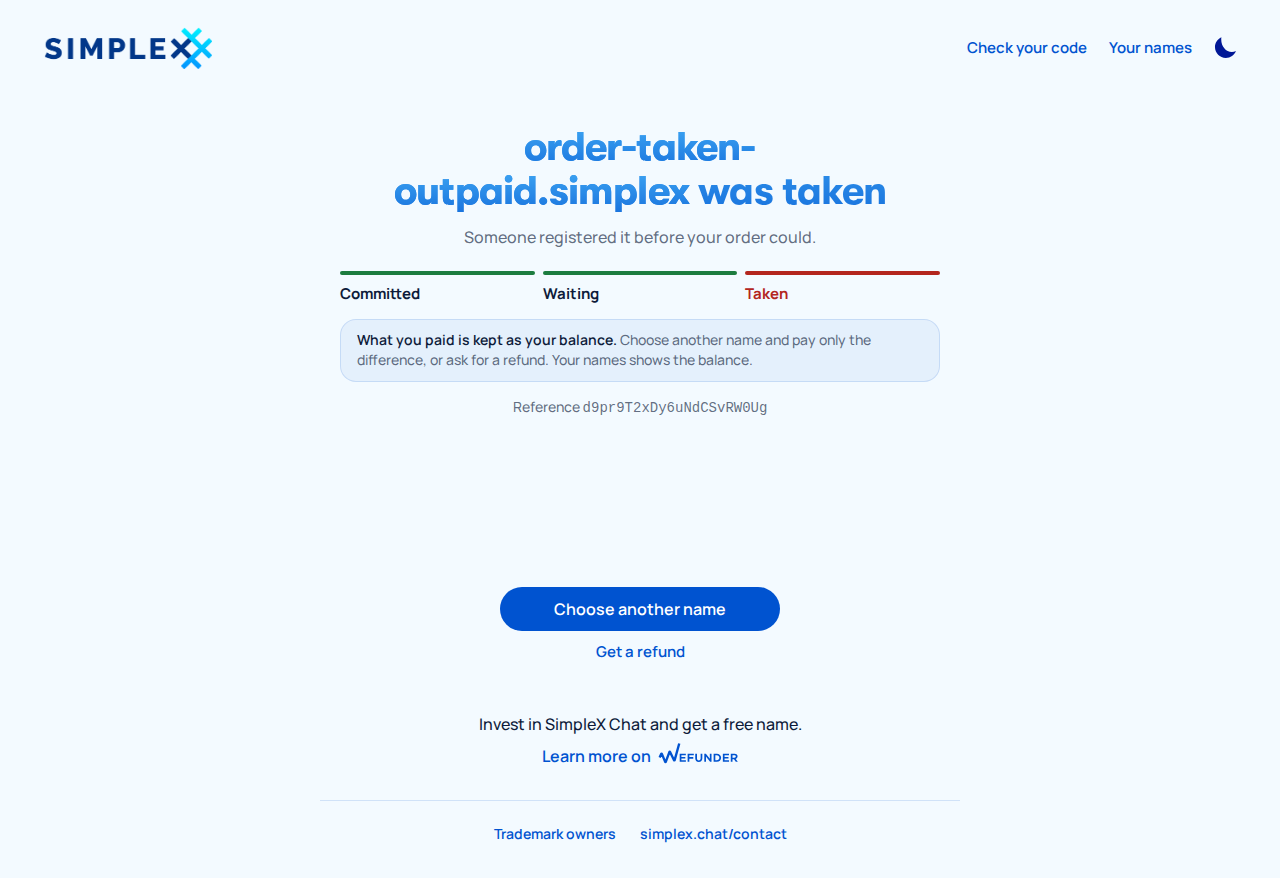 SIMPLEX
Check your code
Your names
order-taken-
outpaid.simplex was taken
Someone registered it before your order could.
Committed
Waiting
Taken
What you paid is kept as your balance. Choose another name and pay only the
difference, or ask for a refund. Your names shows the balance.
Reference d9pr9T2xDy6uNdCSvRW0Ug
Choose another name
Get a refund
Invest in SimpleX Chat and get a free name.
Learn more on WEFUNDER
Trademark owners
simplex.chat/contact